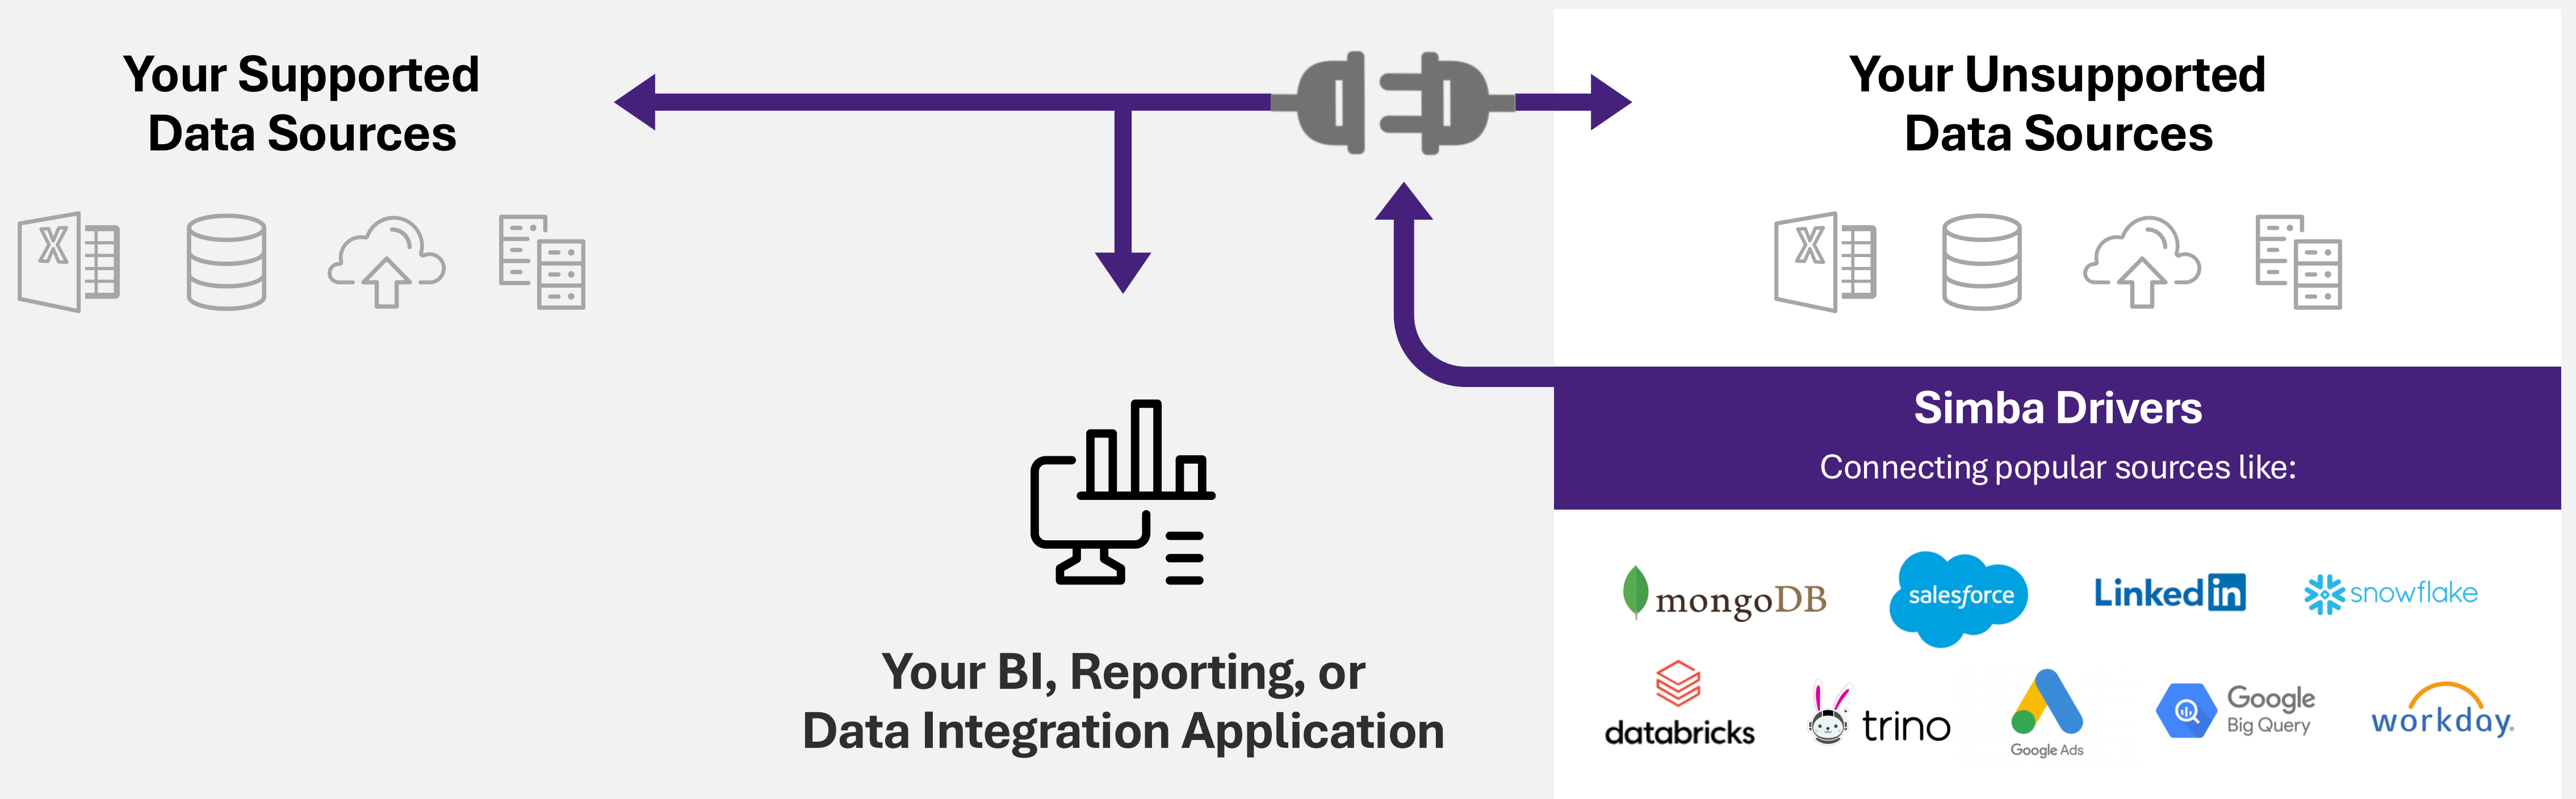 Your Supported
Data Sources
X
Your Unsupported
Data Sources
X
Simba Drivers
Connecting popular sources like:
mongoDB
salesforce
Linked in
snowflake
databricks
trino
Google Ads
Google
Big Query
workday.
Your BI, Reporting, or
Data Integration Application